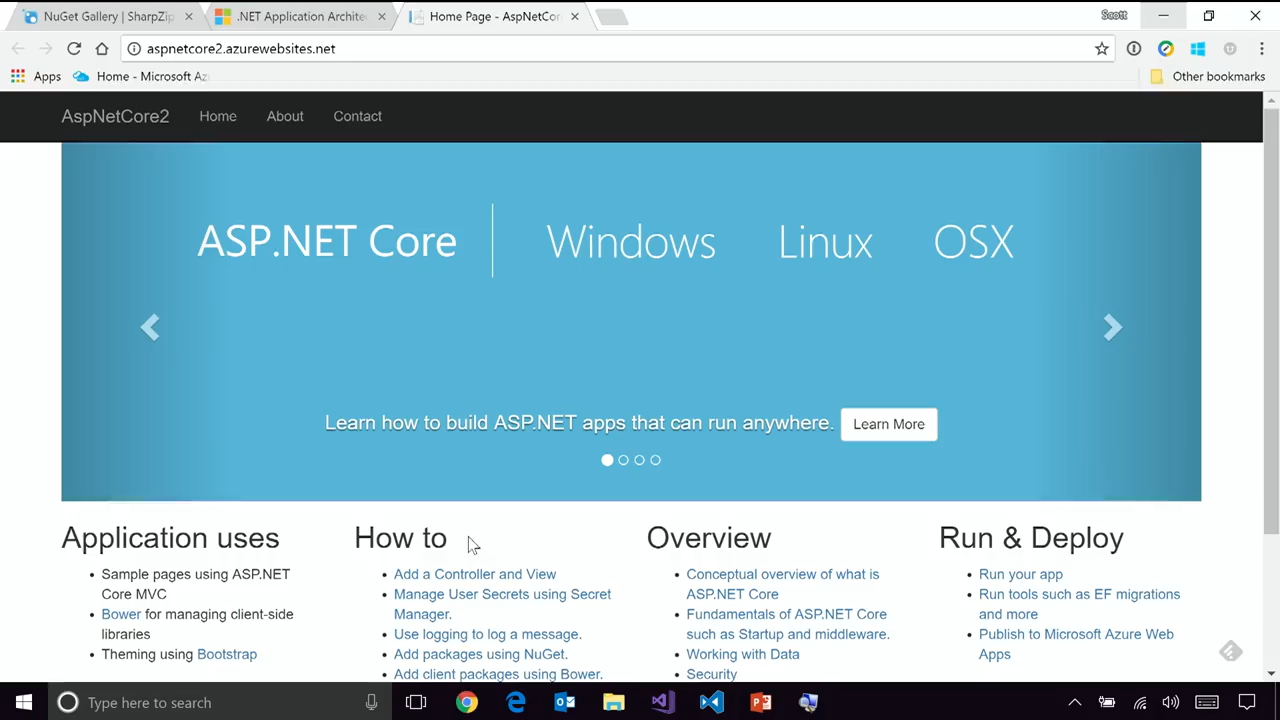 NuGet Gallery | SharpZip
.NET Application Archite
Home Page - AspNetCor
Scott
aspnetcore2.azurewebsites.net
Apps
Home - Microsoft Az
Other bookmarks
AspNetCore2
Home
About
Contact
ASP.NET Core
Windows
Linux
OSX
Learn how to build ASP.NET apps that can run anywhere.
Learn More
Application uses
Sample pages using ASP.NET
Core MVC
Bower for managing client-side
libraries
Theming using Bootstrap
How to
Add a Controller and View
Manage User Secrets using Secret
Manager.
Use logging to log a message.
Add packages using NuGet.
Add client packages using Bower.
Overview
Conceptual overview of what is
ASP.NET Core
Fundamentals of ASP.NET Core
such as Startup and middleware.
Working with Data
Security
Run & Deploy
Run your app
Run tools such as EF migrations
and more
Publish to Microsoft Azure Web
Apps
Type here to search